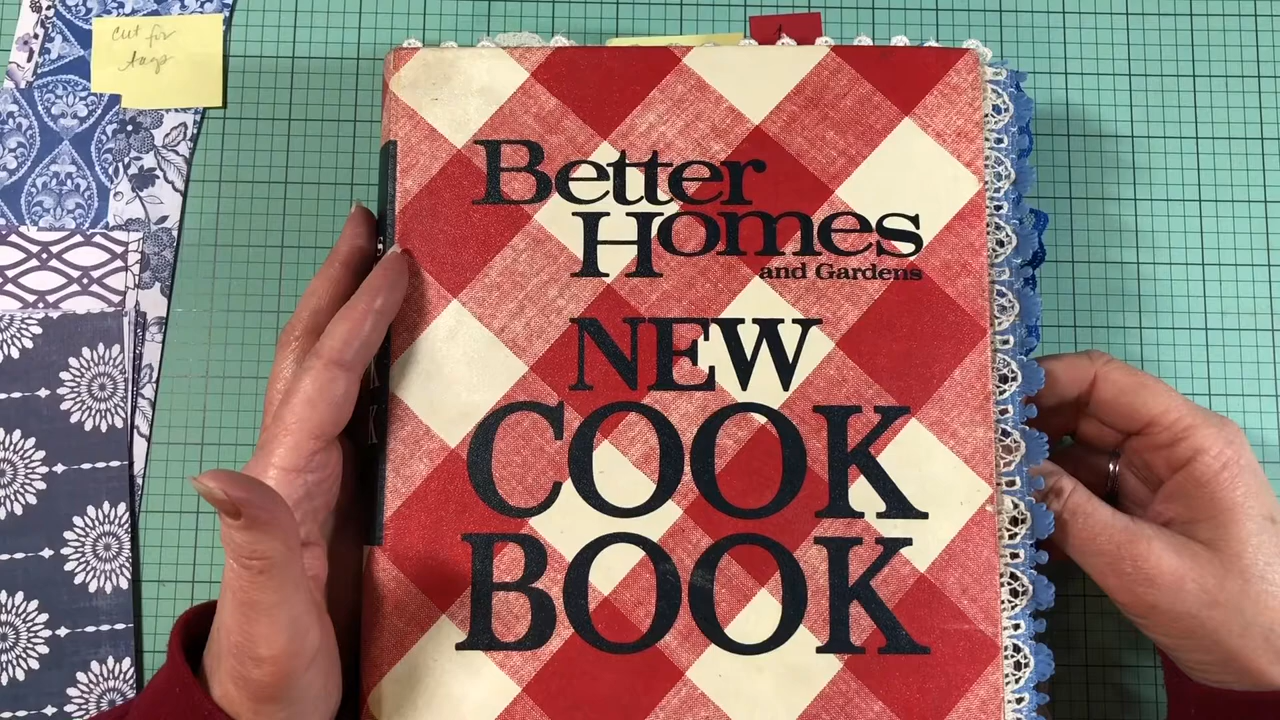 cut for
tags
Better
Homes
and Gardens
NEW
COOK
BOOK